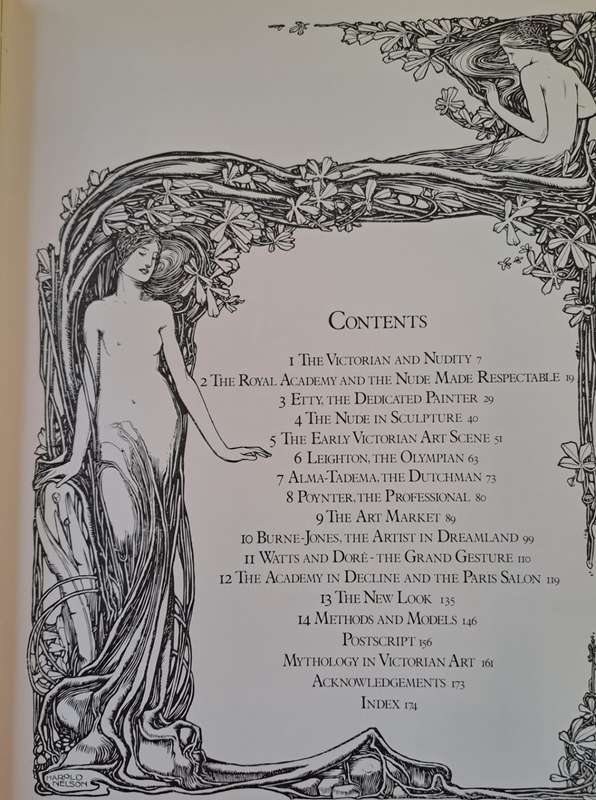 CONTENTS
1 THE VICTORIAN AND NUDITY 7
2 THE ROYAL ACADEMY AND THE NUDE MADE RESPECTABLE 19
3 ETTY, THE DEDICATED PAINTER 29
4 THE NUDE IN SCULPTURE 40
5 THE EARLY VICTORIAN ART SCENE 51
6 LEIGHTON, THE OLYMPIAN 63
7 ALMA-TADEMA, THE DUTCHMAN 73
8 POYNTER, THE PROFESSIONAL 80
9 THE ART MARKET 89
10 BURNE-JONES, THE ARTIST IN DREAMLAND 99
11 WATTS AND DORÉ - THE GRAND GESTURE 110
12 THE ACADEMY IN DECLINE AND THE PARIS SALON 119
13 THE NEW LOOK 135
14 METHODS AND MODELS 146
POSTSCRIPT 156
MYTHOLOGY IN VICTORIAN ART 161
ACKNOWLEDGEMENTS 173
INDEX 174
HAROLD
NELSON